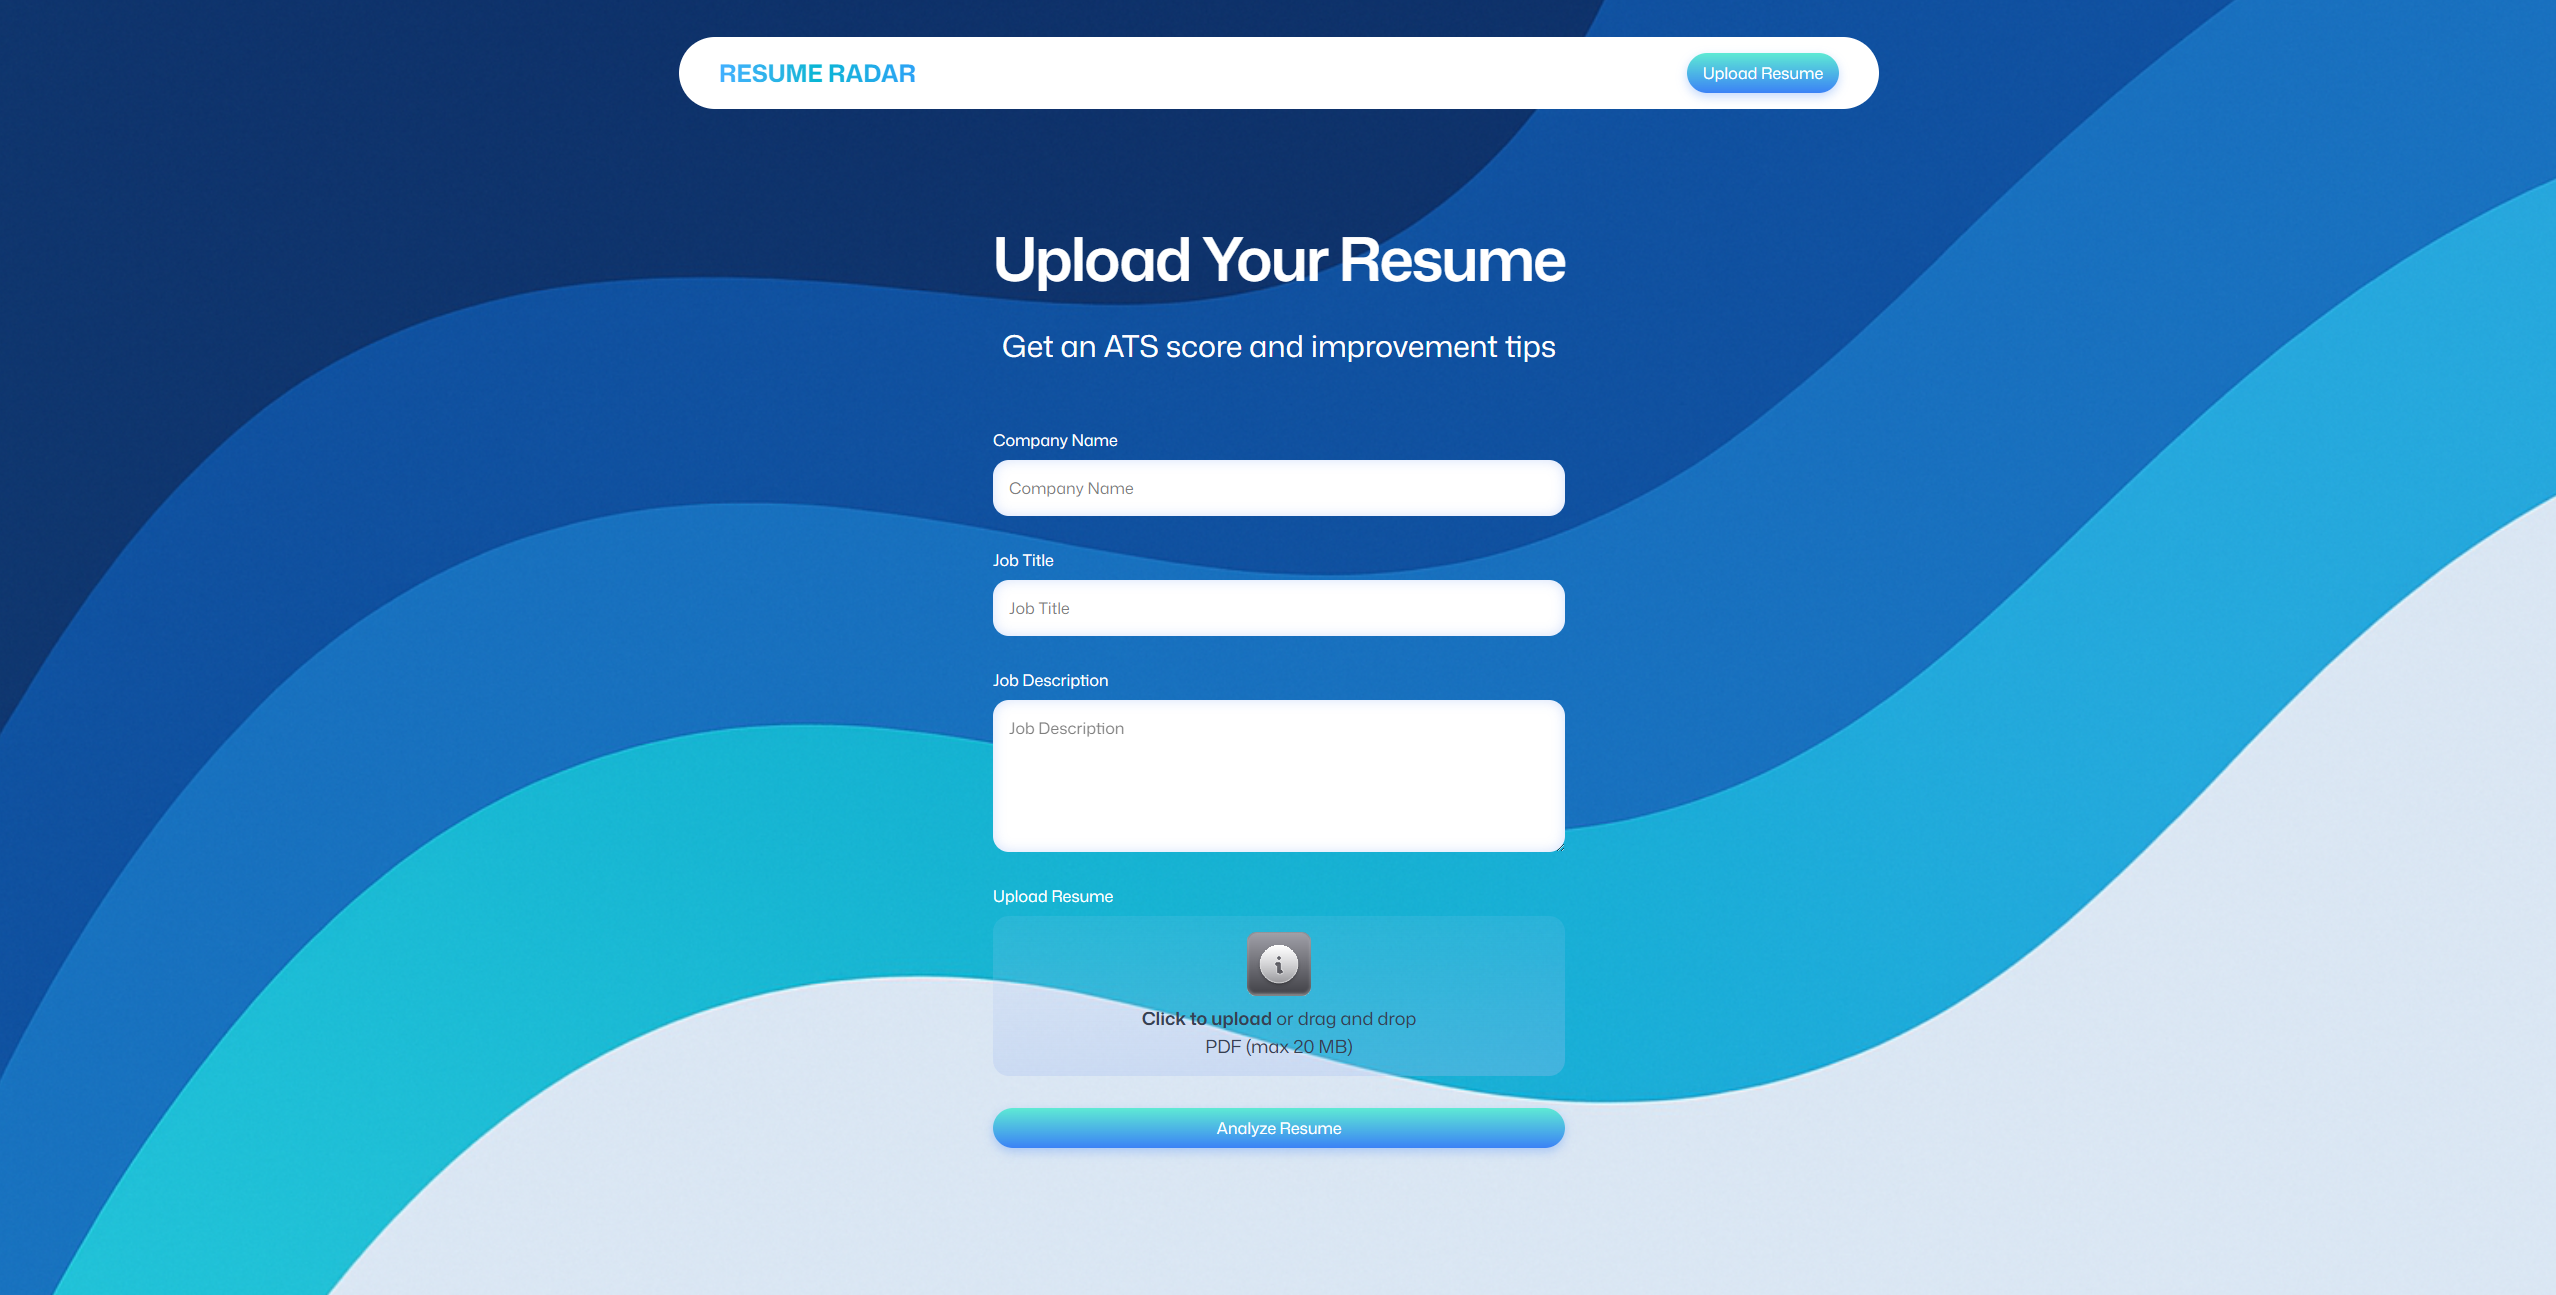 RESUME RADAR
Upload Resume
Upload Your Resume
Get an ATS score and improvement tips
Company Name
Company Name
Job Title
Job Title
Job Description
Job Description
Upload Resume
i
Click to upload or drag and drop
PDF (max 20 MB)
Analyze Resume